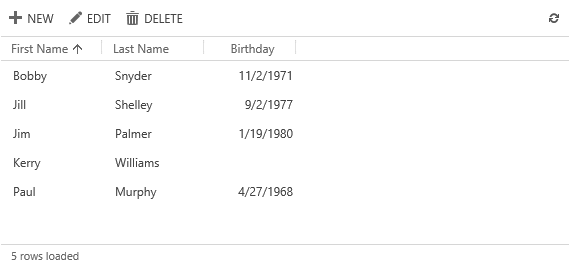 NEW EDIT DELETE
First Name Last Name Birthday
Bobby Snyder 11/2/1971
Jill Shelley 9/2/1977
Jim Palmer 1/19/1980
Kerry Williams
Paul Murphy 4/27/1968
5 rows loaded